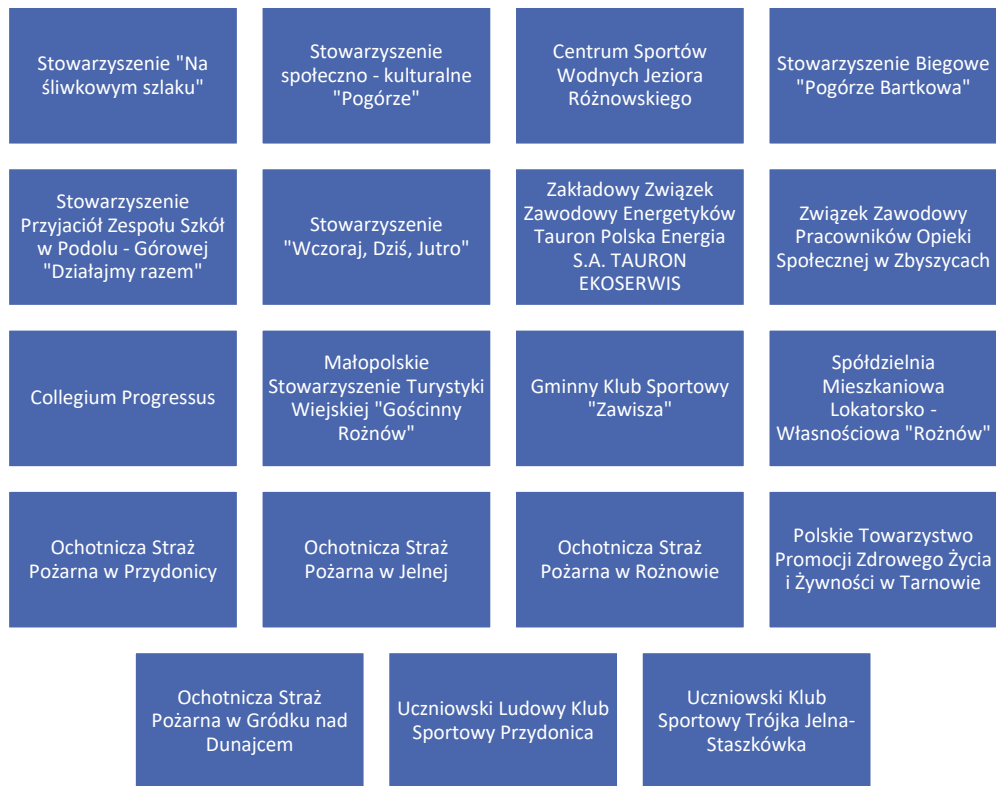 Stowarzyszenie "Na
śliwkowym szlaku"
Stowarzyszenie
społeczno - kulturalne
"Pogórze"
Centrum Sportów
Wodnych Jeziora
Różnowskiego
Stowarzyszenie Biegowe
"Pogórze Bartkowa"
Stowarzyszenie
Przyjaciół Zespołu Szkół
w Podolu - Górowej
"Działajmy razem"
Stowarzyszenie
"Wczoraj, Dziś, Jutro"
Zakładowy Związek
Zawodowy Energetyków
Tauron Polska Energia
S.A. TAURON
EKOSERWIS
Związek Zawodowy
Pracowników Opieki
Społecznej w Zbyszycach
Collegium Progressus
Małopolskie
Stowarzyszenie Turystyki
Wiejskiej "Gościnny
Rożnów"
Gminny Klub Sportowy
"Zawisza"
Spółdzielnia
Mieszkaniowa
Lokatorsko -
Własnościowa "Rożnów"
Ochotnicza Straż
Pożarna w Przydonicy
Ochotnicza Straż
Pożarna w Jelnej
Ochotnicza Straż
Pożarna w Rożnowie
Polskie Towarzystwo
Promocji Zdrowego Życia
i Żywności w Tarnowie
Ochotnicza Straż
Pożarna w Gródku nad
Dunajcem
Uczniowski Ludowy Klub
Sportowy Przydonica
Uczniowski Klub
Sportowy Trójka Jelna-
Staszkówka